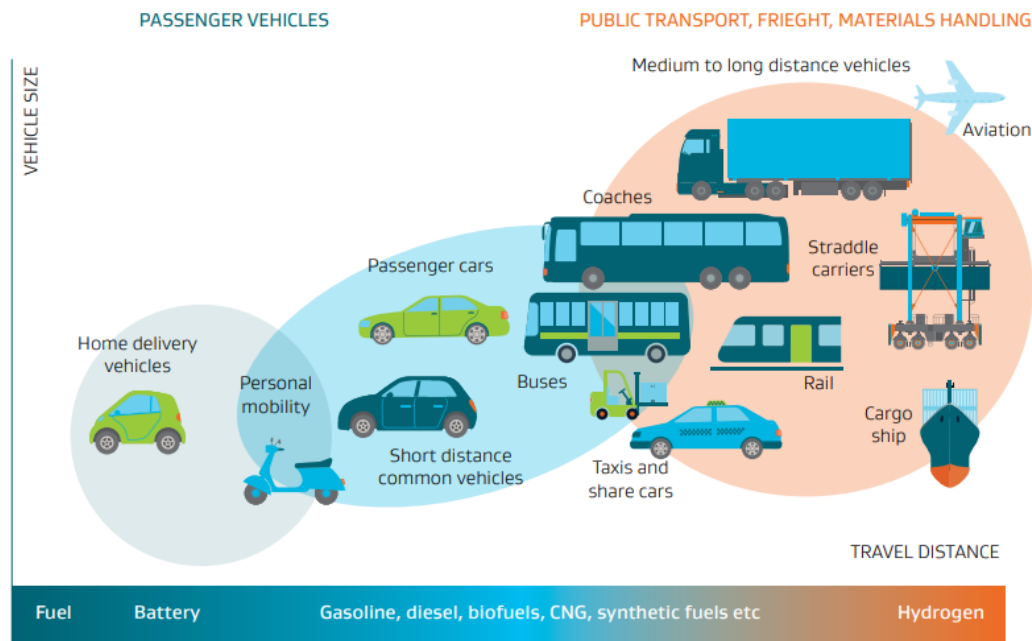 PASSENGER VEHICLES
PUBLIC TRANSPORT, FRIEGHT, MATERIALS HANDLING
VEHICLE SIZE
Medium to long distance vehicles
Aviation
Coaches
Straddle
carriers
Passenger cars
Home delivery
vehicles
Personal
mobility
Buses
Rail
Short distance
common vehicles
Taxis and
share cars
Cargo
ship
TRAVEL DISTANCE
Fuel
Battery
Gasoline, diesel, biofuels, CNG, synthetic fuels etc
Hydrogen